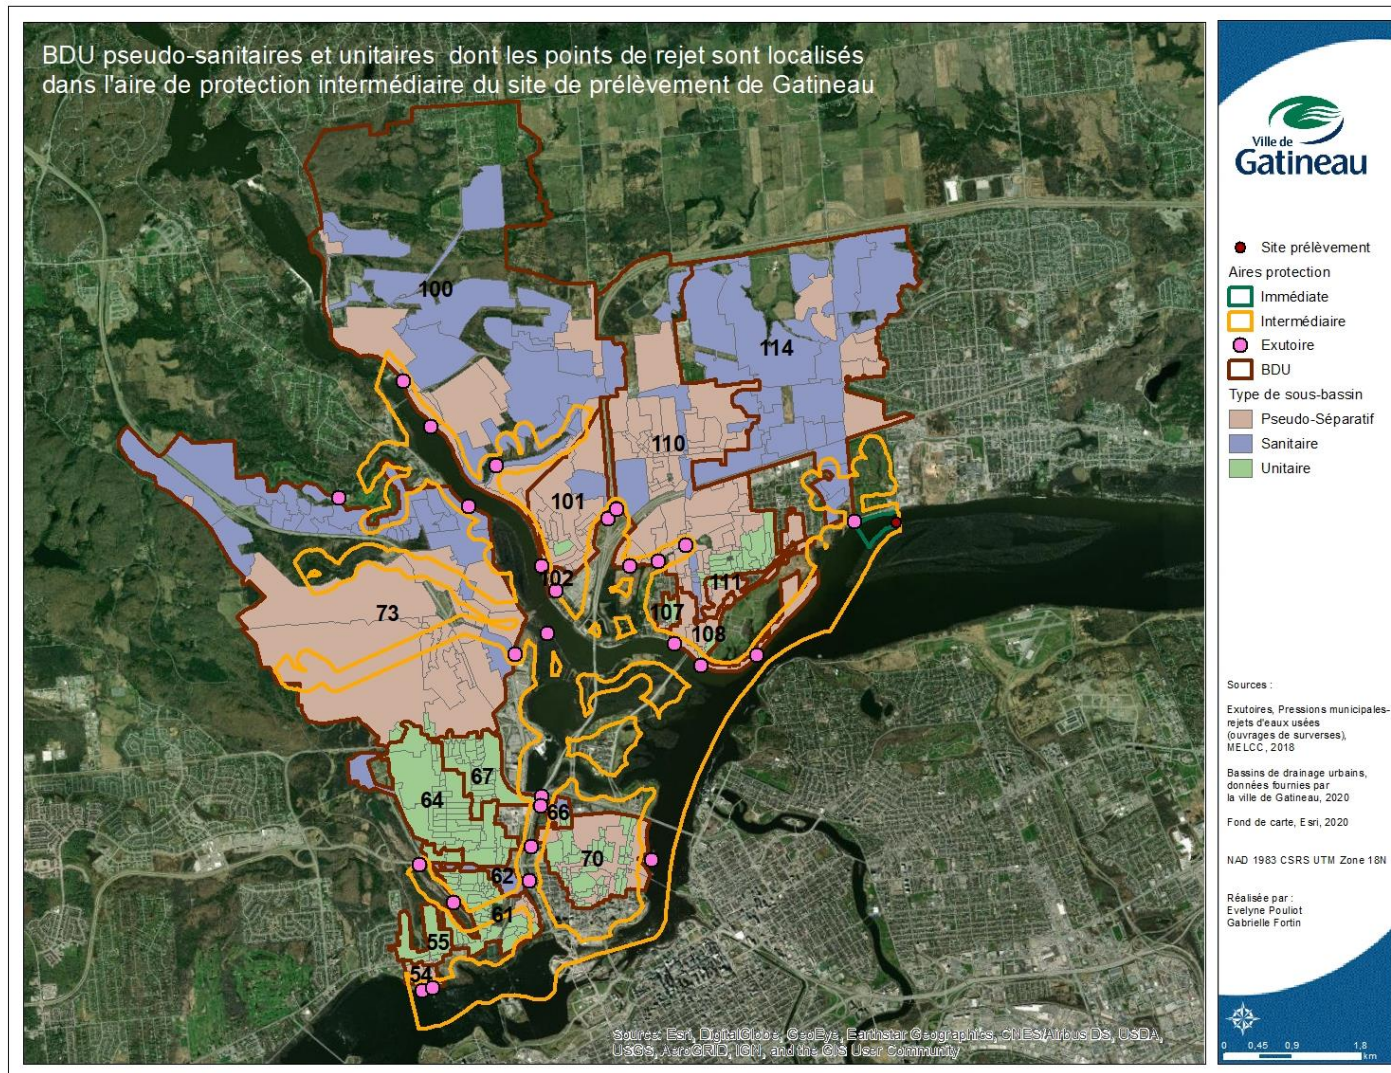 BDU pseudo-sanitaires et unitaires dont les points de rejet sont localisés
dans l'aire de protection intermédiaire du site de prélèvement de Gatineau
100
114
110
101
102
111
107
108
73
67
64
66
70
62
61
55
54
Source: Esri, DigitalGlobe, GeoEye, Earthstar Geographics, CNES/Airbus DS, USDA,
USGS, AeroGRID, IGN, and the GIS User Community
Ville de
Gatineau
Site prélèvement
Aires protection
Immédiate
Intermédiaire
Exutoire
BDU
Type de sous-bassin
Pseudo-Séparatif
Sanitaire
Unitaire
Sources :
Exutoires, Pressions municipales-
rejets d'eaux usées
(ouvrages de surverses),
MELCC, 2018
Bassins de drainage urbains,
données fournies par
la ville de Gatineau, 2020
Fond de carte, Esri, 2020
NAD 1983 CSRS UTM Zone 18N
Réalisée par :
Evelyne Pouliot
Gabrielle Fortin
0 0,45 0,9 1,8
km